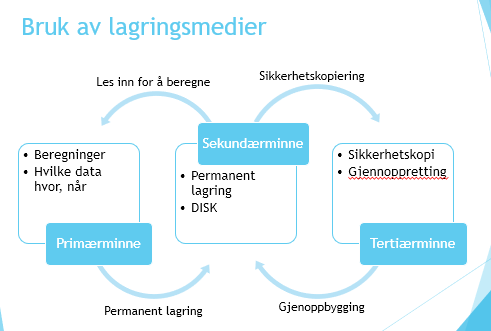 Bruk av lagringsmedier
Les inn for å beregne
Sikkerhetskopiering
• Beregninger
• Hvilke data
hvor, når
Primærminne
Sekundærminne
• Permanent
lagring
• DISK
• Sikkerhetskopi
• Gjennoppretting
Tertiærminne
Permanent lagring
Gjenoppbygging